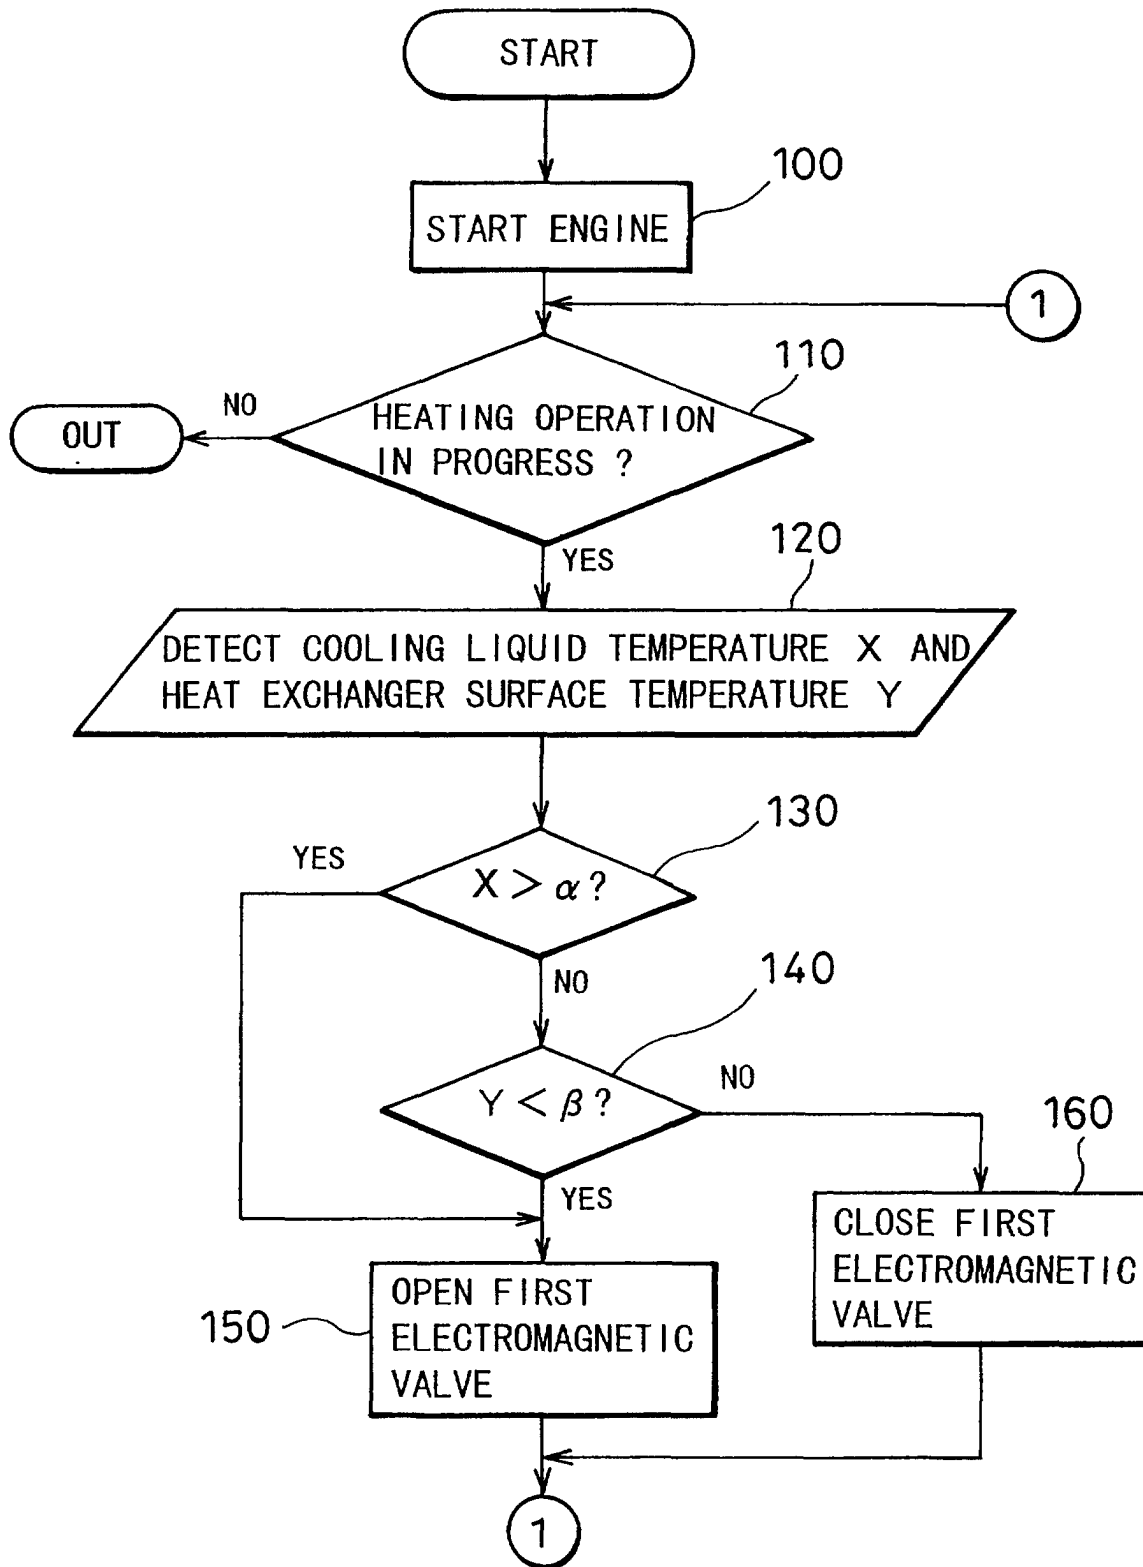 START
100
START ENGINE
1
110
NO
HEATING OPERATION
IN PROGRESS ?
OUT
YES
120
DETECT COOLING LIQUID TEMPERATURE X AND
HEAT EXCHANGER SURFACE TEMPERATURE Y
130
YES
X > α ?
NO
140
Y < β ?
NO
160
YES
CLOSE FIRST
ELECTROMAGNETIC
VALVE
OPEN FIRST
ELECTROMAGNETIC
VALVE
150
1